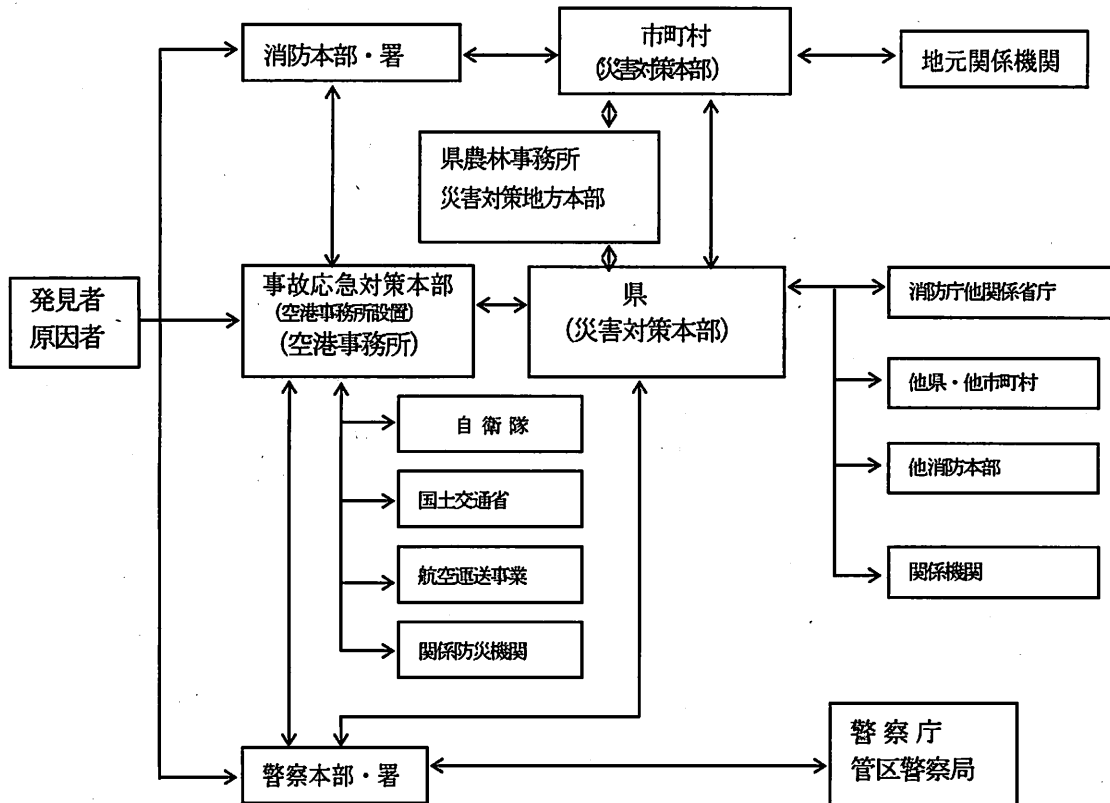 消防本部・署
市町村
(災害対策本部)
地元関係機関
県農林事務所
災害対策地方本部
発見者
原因者
事故応急対策本部
(空港事務所設置)
(空港事務所)
県
(災害対策本部)
消防庁他関係省庁
他県・他市町村
他消防本部
関係機関
自衛隊
国土交通省
航空運送事業
関係防災機関
警察本部・署
警察庁
管区警察局